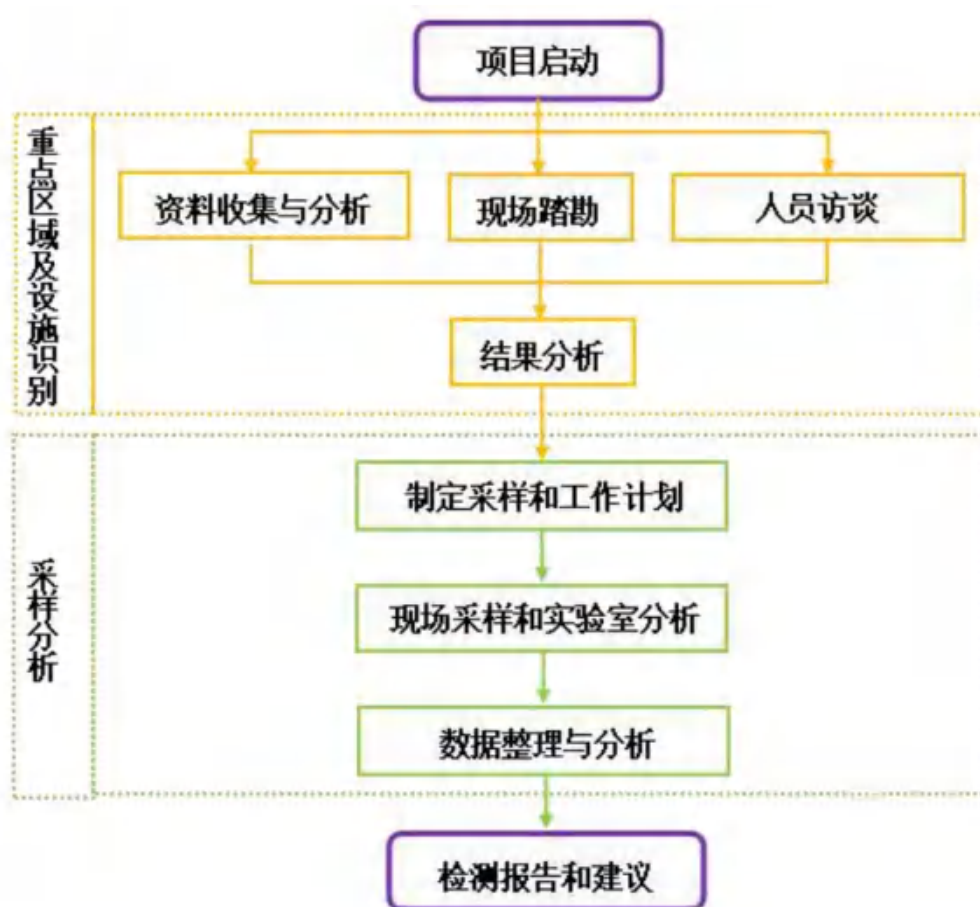 项目启动
重点区域及设施识别
资料收集与分析
现场踏勘
人员访谈
结果分析
采样分析
制定采样和工作计划
现场采样和实验室分析
数据整理与分析
检测报告和建议